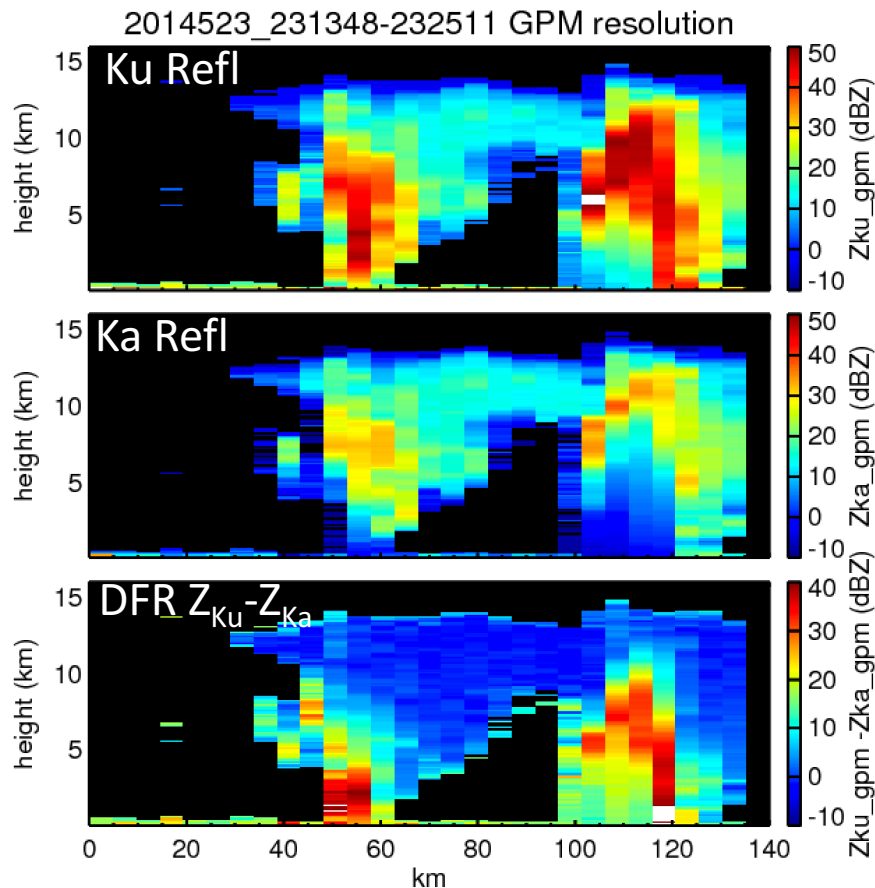 2014523_231348-232511 GPM resolution
Ku Refl
height (km)
15
10
5
50
40
30
20
10
0
-10
Zku_gpm (dBZ)
Ka Refl
height (km)
15
10
5
50
40
30
20
10
0
-10
Zka_gpm (dBZ)
DFR Z_Ku-Z_Ka
height (km)
15
10
5
40
30
20
10
0
-10
Zku_gpm -Zka_gpm (dBZ)
0 20 40 60 80 100 120 140
km